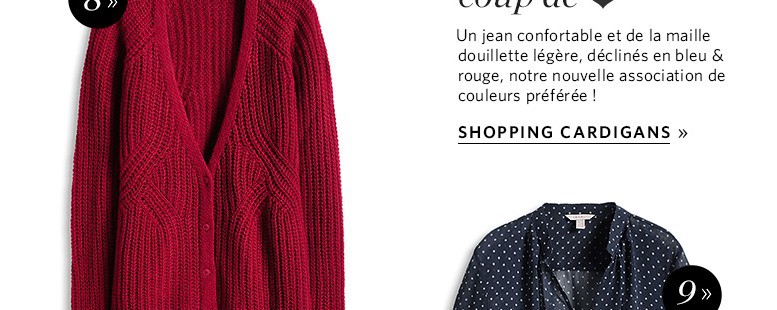 8 »
coup de ❤
Un jean confortable et de la maille
douillette légère, déclinés en bleu &
rouge, notre nouvelle association de
couleurs préférée !
SHOPPING CARDIGANS »
9 »